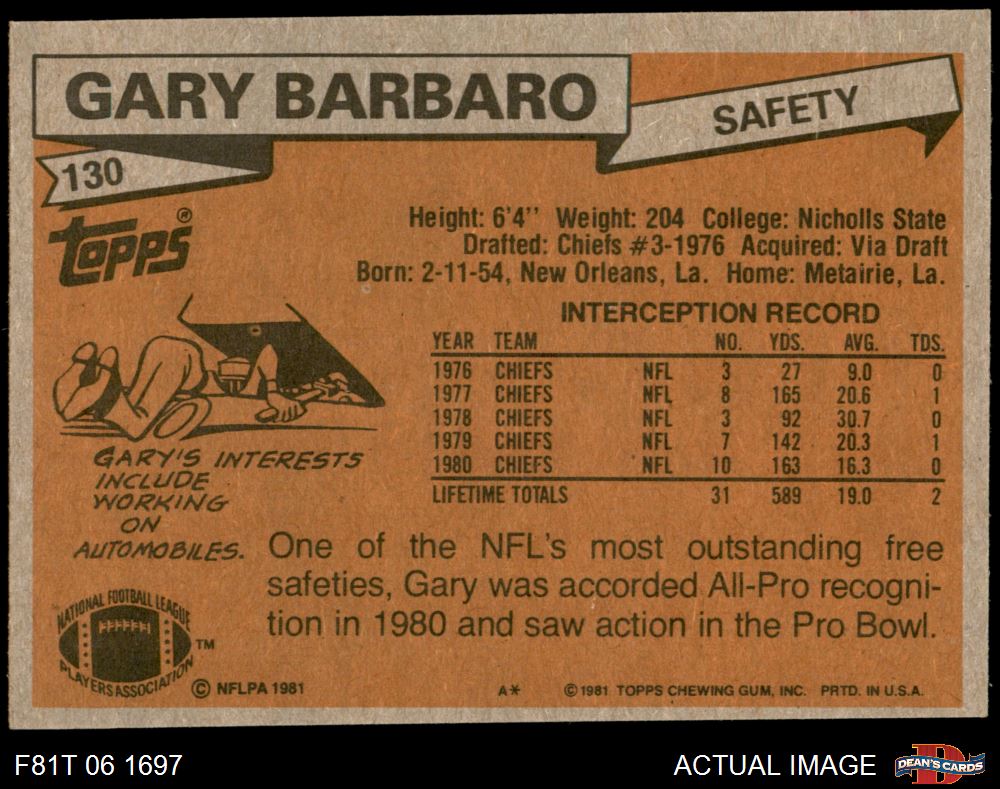 GARY BARBARO
SAFETY
130
topps®
Height: 6'4'' Weight: 204 College: Nicholls State
Drafted: Chiefs #3-1976 Acquired: Via Draft
Born: 2-11-54, New Orleans, La. Home: Metairie, La.
INTERCEPTION RECORD
YEAR TEAM NO. YDS. AVG. TDS.
1976 CHIEFS NFL 3 27 9.0 0
1977 CHIEFS NFL 8 165 20.6 1
1978 CHIEFS NFL 3 92 30.7 0
1979 CHIEFS NFL 7 142 20.3 1
1980 CHIEFS NFL 10 163 16.3 0
LIFETIME TOTALS 31 589 19.0 2
GARY'S INTERESTS
INCLUDE
WORKING
ON
AUTOMOBILES.
One of the NFL's most outstanding free
safeties, Gary was accorded All-Pro recogni-
tion in 1980 and saw action in the Pro Bowl.
NATIONAL FOOTBALL LEAGUE
PLAYERS ASSOCIATION
TM
© NFLPA 1981
A*
© 1981 TOPPS CHEWING GUM, INC. PRTD. IN U.S.A.
F81T 06 1697
ACTUAL IMAGE
D
DEAN'S CARDS